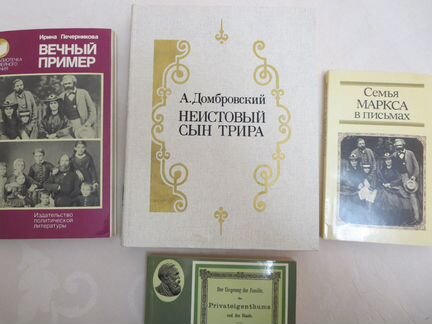 Ирина Печерникова
ВЕЧНЫЙ
ПРИМЕР
Издательство
политической
литературы
А. Домбровский
НЕИСТОВЫЙ
СЫН ТРИРА
Семья
МАРКСА
в письмах
Der Ursprung der Familie,
des
Privateigenthums
und des Staats.